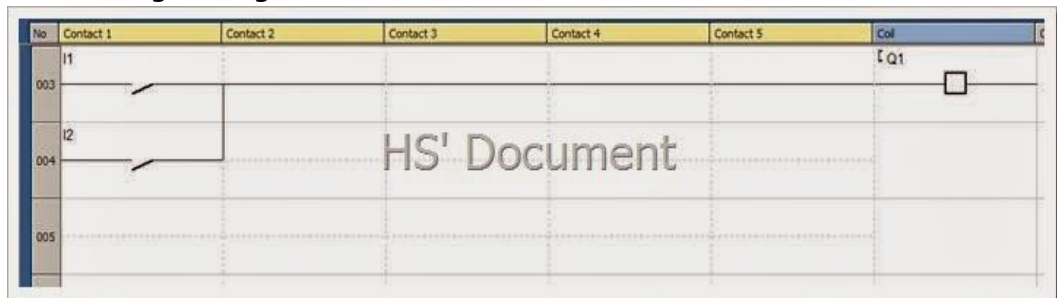 No Contact 1 Contact 2 Contact 3 Contact 4 Contact 5 Coil
I1 [ Q1
003
I2
004
HS' Document
005